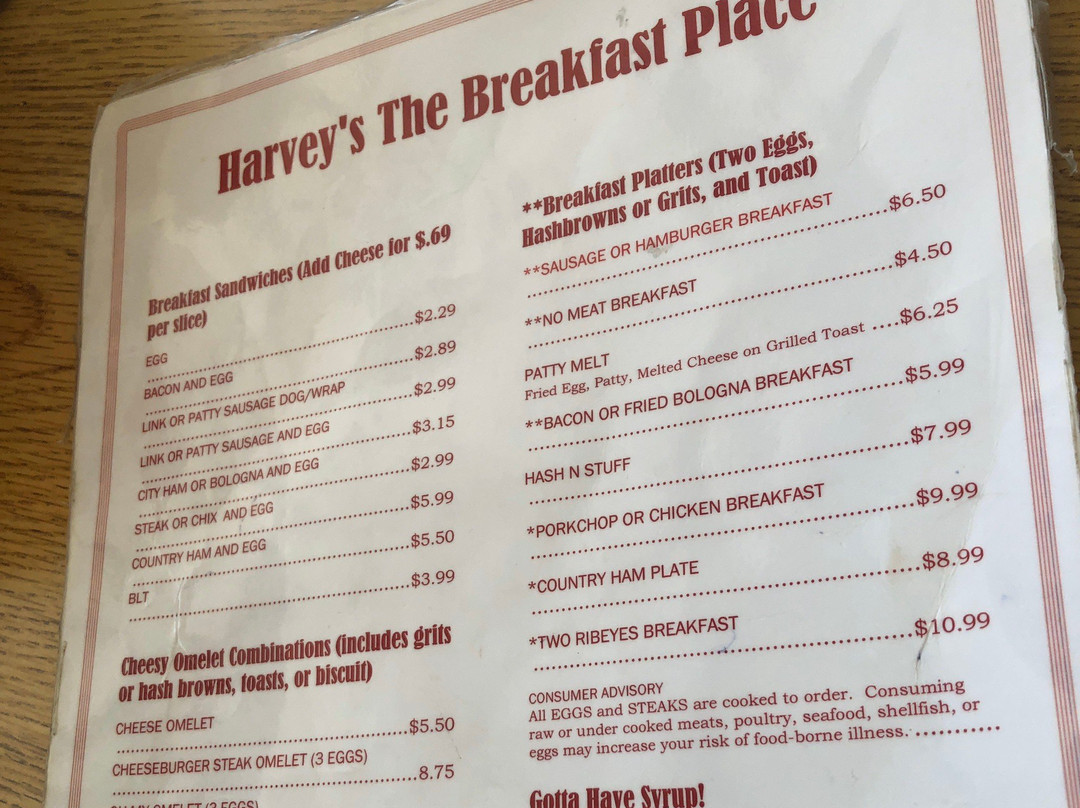 Harvey's The Breakfast Place
Breakfast Sandwiches (Add Cheese for $.69
per slice)
EGG
$2.29
BACON AND EGG
$2.89
LINK OR PATTY SAUSAGE DOG/WRAP
$2.99
LINK OR PATTY SAUSAGE AND EGG
$3.15
CITY HAM OR BOLOGNA AND EGG
$2.99
STEAK OR CHIX AND EGG
$5.99
COUNTRY HAM AND EGG
$5.50
BLT
$3.99
Cheesy Omelet Combinations (includes grits
or hash browns, toasts, or biscuit)
CHEESE OMELET
$5.50
CHEESEBURGER STEAK OMELET (3 EGGS)
8.75
OMELET (3 EGGS)
**Breakfast Platters (Two Eggs,
Hashbrowns or Grits, and Toast)
**SAUSAGE OR HAMBURGER BREAKFAST
$6.50
**NO MEAT BREAKFAST
$4.50
PATTY MELT
Fried Egg, Patty, Melted Cheese on Grilled Toast ....$6.25
**BACON OR FRIED BOLOGNA BREAKFAST
$5.99
HASH N STUFF
$7.99
*PORKCHOP OR CHICKEN BREAKFAST
$9.99
*COUNTRY HAM PLATE
$8.99
*TWO RIBEYES BREAKFAST
$10.99
CONSUMER ADVISORY
All EGGS and STEAKS are cooked to order. Consuming
raw or under cooked meats, poultry, seafood, shellfish, or
eggs may increase your risk of food-borne illness.
Gotta Have Syrup!